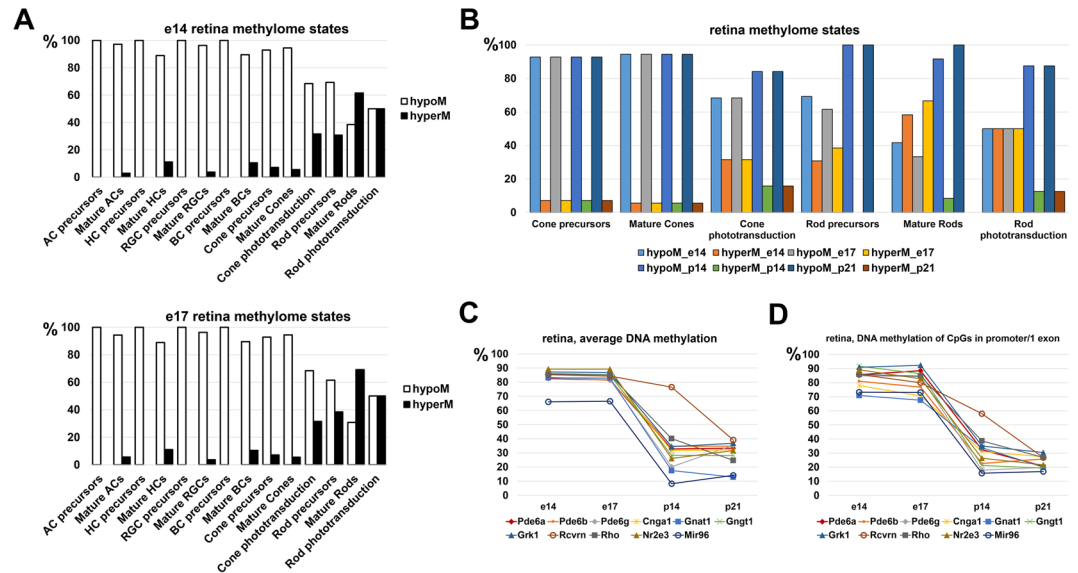 A
e14 retina methylome states
%
100
80
60
40
20
0
hypoM
hyperM
AC precursors
Mature ACs
HC precursors
Mature HCs
RGC precursors
Mature RGCs
BC precursors
Mature BCs
Cone precursors
Mature Cones
Cone phototransduction
Rod precursors
Mature Rods
Rod phototransduction
e17 retina methylome states
%
100
80
60
40
20
0
hypoM
hyperM
AC precursors
Mature ACs
HC precursors
Mature HCs
RGC precursors
Mature RGCs
BC precursors
Mature BCs
Cone precursors
Mature Cones
Cone phototransduction
Rod precursors
Mature Rods
Rod phototransduction
B
retina methylome states
%
100
80
60
40
20
0
Cone precursors
Mature Cones
Cone phototransduction
Rod precursors
Mature Rods
Rod phototransduction
hypoM_e14 hyperM_e14 hypoM_e17 hyperM_e17
hypoM_p14 hyperM_p14 hypoM_p21 hyperM_p21
C
retina, average DNA methylation
%
100
90
80
70
60
50
40
30
20
10
0
e14 e17 p14 p21
Pde6a Pde6b Pde6g Cnga1 Gnat1 Gngt1
Grk1 Rcvrn Rho Nr2e3 Mir96
D
retina, DNA methylation of CpGs in promoter/1 exon
%
100
90
80
70
60
50
40
30
20
10
0
e14 e17 p14 p21
Pde6a Pde6b Pde6g Cnga1 Gnat1 Gngt1
Grk1 Rcvrn Rho Nr2e3 Mir96